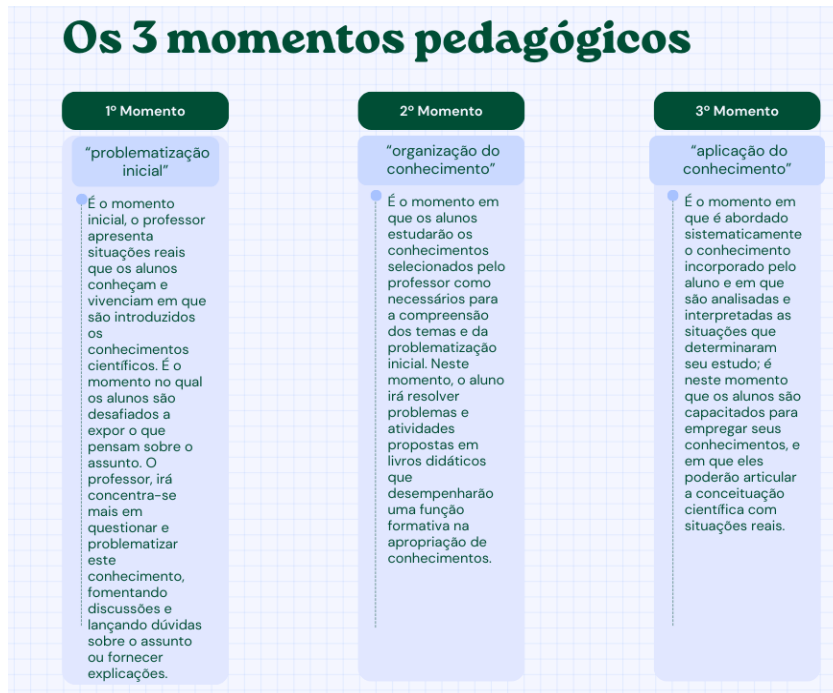 Os 3 momentos pedagógicos
1º Momento
“problematização
inicial”
É o momento
inicial, o professor
apresenta
situações reais
que os alunos
conheçam e
vivenciam em que
são introduzidos
os
conhecimentos
científicos. É o
momento no qual
os alunos são
desafiados a
expor o que
pensam sobre o
assunto. O
professor, irá
concentra-se
mais em
questionar e
problematizar
este
conhecimento,
fomentando
discussões e
lançando dúvidas
sobre o assunto
ou fornecer
explicações.
2º Momento
“organização do
conhecimento”
É o momento em
que os alunos
estudarão os
conhecimentos
selecionados pelo
professor como
necessários para
a compreensão
dos temas e da
problematização
inicial. Neste
momento, o aluno
irá resolver
problemas e
atividades
propostas em
livros didáticos
que
desempenharão
uma função
formativa na
apropriação de
conhecimentos.
3º Momento
“aplicação do
conhecimento”
É o momento em
que é abordado
sistematicamente
o conhecimento
incorporado pelo
aluno e em que
são analisadas e
interpretadas as
situações que
determinaram
seu estudo; é
neste momento
que os alunos são
capacitados para
empregar seus
conhecimentos, e
em que eles
poderão articular
a conceituação
científica com
situações reais.